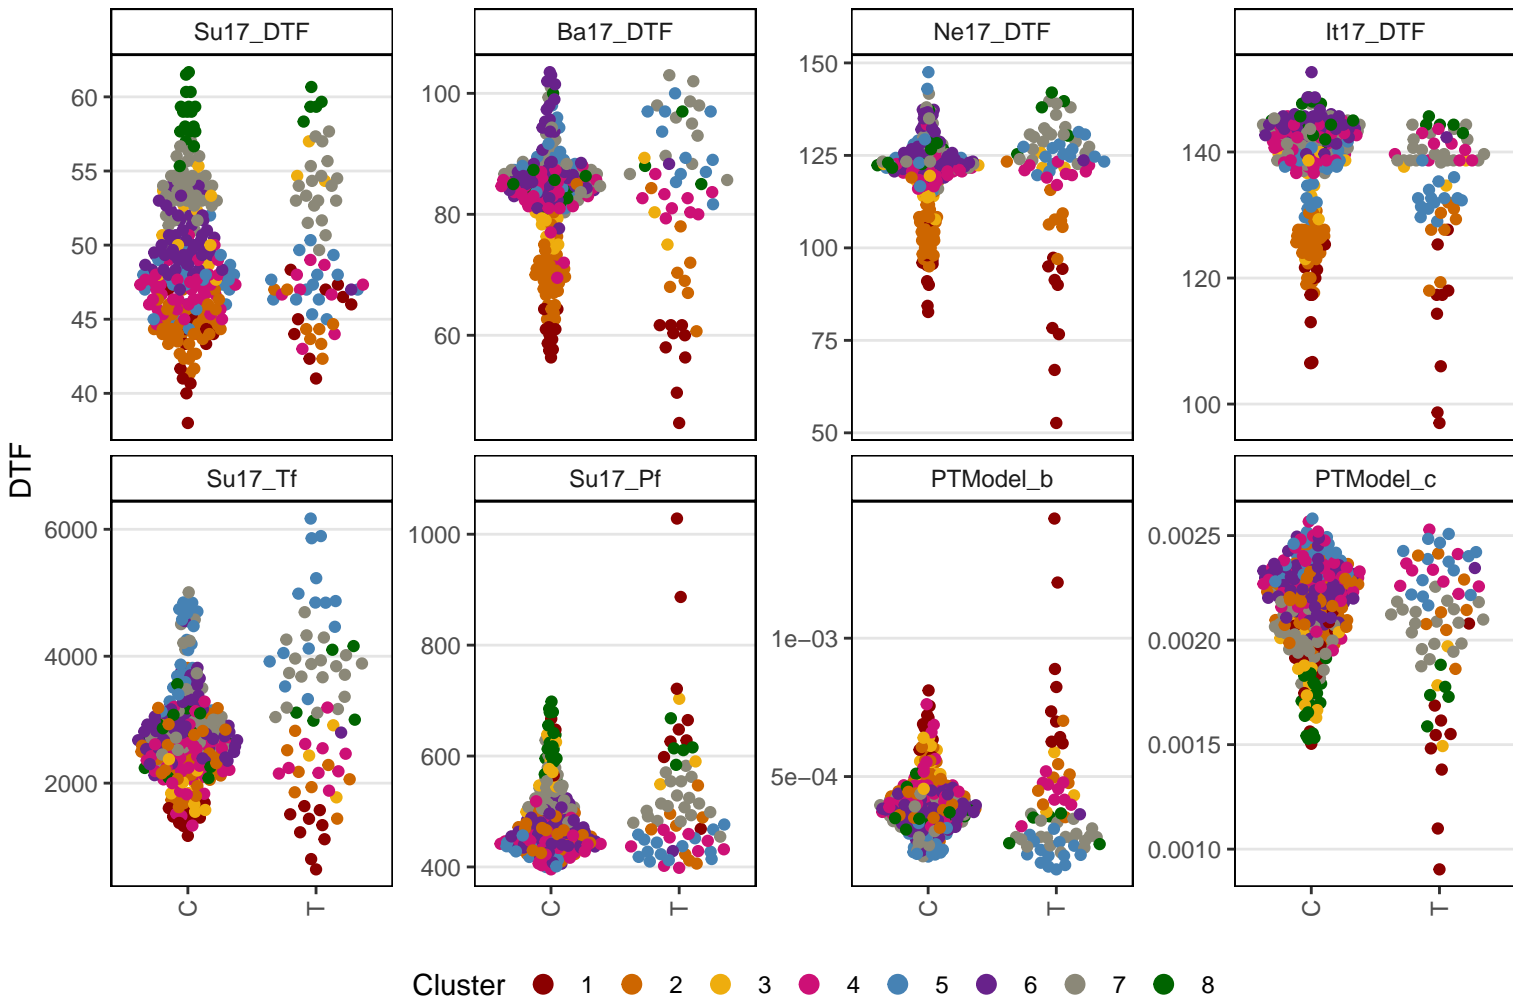 Su17_DTF
Ba17_DTF
Ne17_DTF
It17_DTF
60
55
50
45
40
100
80
60
150
125
100
75
50
140
120
100
DTF
Su17_Tf
Su17_Pf
PTModel_b
PTModel_c
6000
4000
2000
1000
800
600
400
1e−03
5e−04
0.0025
0.0020
0.0015
0.0010
C
T
C
T
C
T
C
T
Cluster 1 2 3 4 5 6 7 8